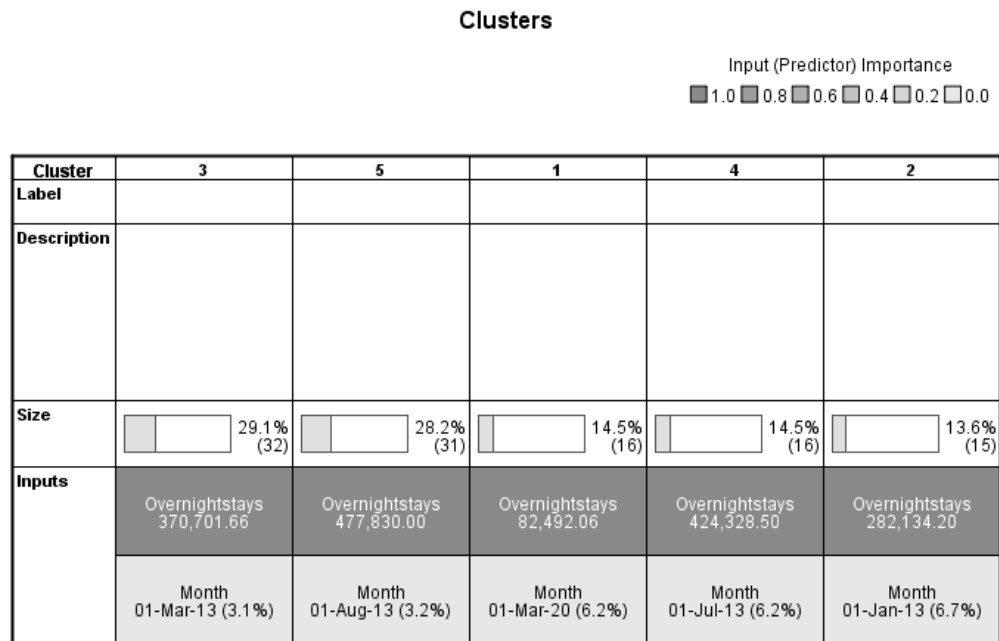 Clusters
Input (Predictor) Importance
1.0 0.8 0.6 0.4 0.2 0.0
Cluster 3 5 1 4 2
Label
Description
Size 29.1% 28.2% 14.5% 14.5% 13.6%
(32) (31) (16) (16) (15)
Inputs
Overnightstays Overnightstays Overnightstays Overnightstays Overnightstays
370,701.66 477,830.00 82,492.06 424,328.50 282,134.20
Month Month Month Month Month
01-Mar-13 (3.1%) 01-Aug-13 (3.2%) 01-Mar-20 (6.2%) 01-Jul-13 (6.2%) 01-Jan-13 (6.7%)